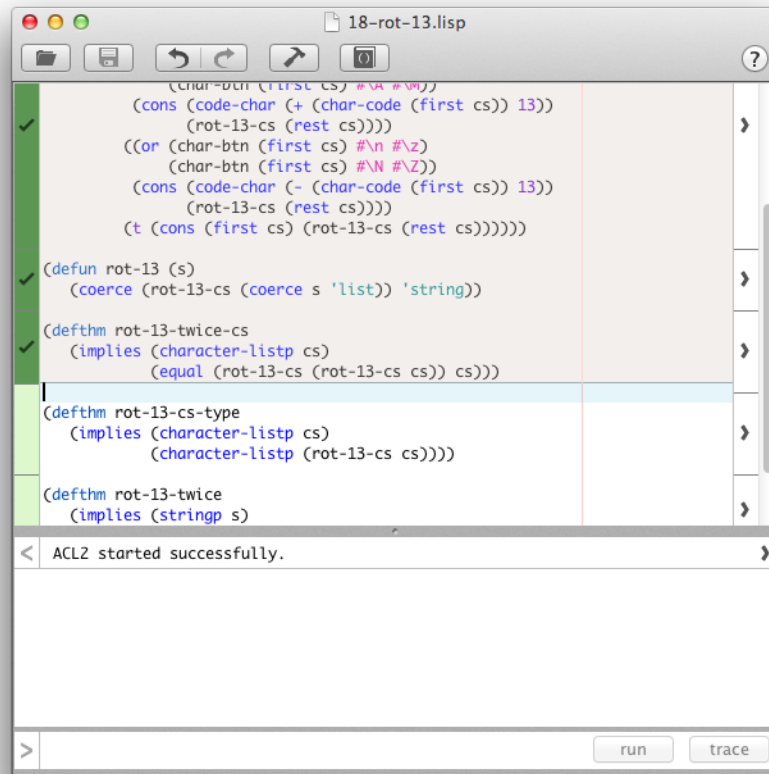 18-rot-13.lisp
?
(char-btn (first cs) #\A #\M))
(cons (code-char (+ (char-code (first cs)) 13))
(rot-13-cs (rest cs))))
((or (char-btn (first cs) #\n #\z)
(char-btn (first cs) #\N #\Z))
(cons (code-char (- (char-code (first cs)) 13))
(rot-13-cs (rest cs))))
(t (cons (first cs) (rot-13-cs (rest cs))))))
(defun rot-13 (s)
(coerce (rot-13-cs (coerce s 'list)) 'string))
(defthm rot-13-twice-cs
(implies (character-listp cs)
(equal (rot-13-cs (rot-13-cs cs)) cs)))
(defthm rot-13-cs-type
(implies (character-listp cs)
(character-listp (rot-13-cs cs))))
(defthm rot-13-twice
(implies (stringp s)
ACL2 started successfully.
>
run trace